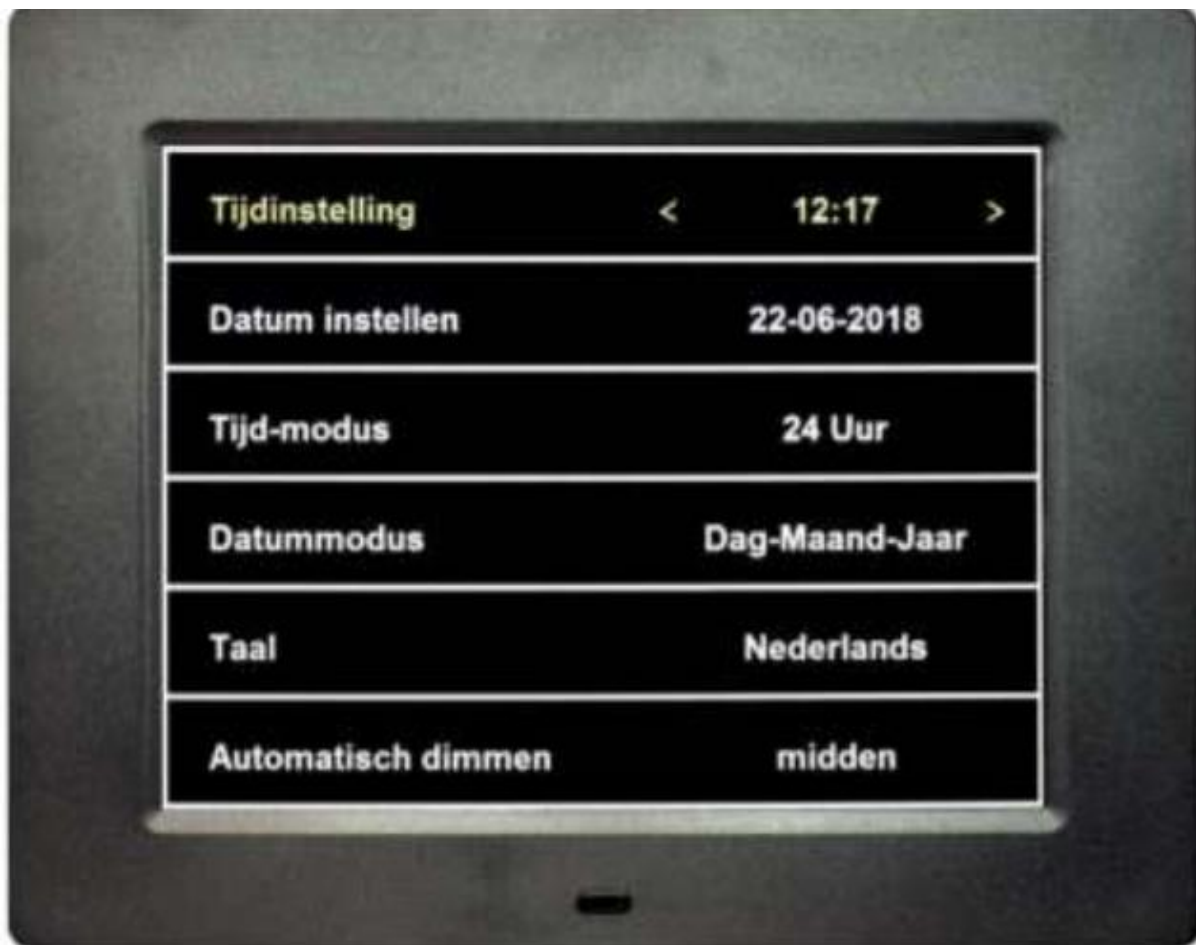 Tijdinstelling < 12:17 >
Datum instellen 22-06-2018
Tijd-modus 24 Uur
Datummodus Dag-Maand-Jaar
Taal Nederlands
Automatisch dimmen midden